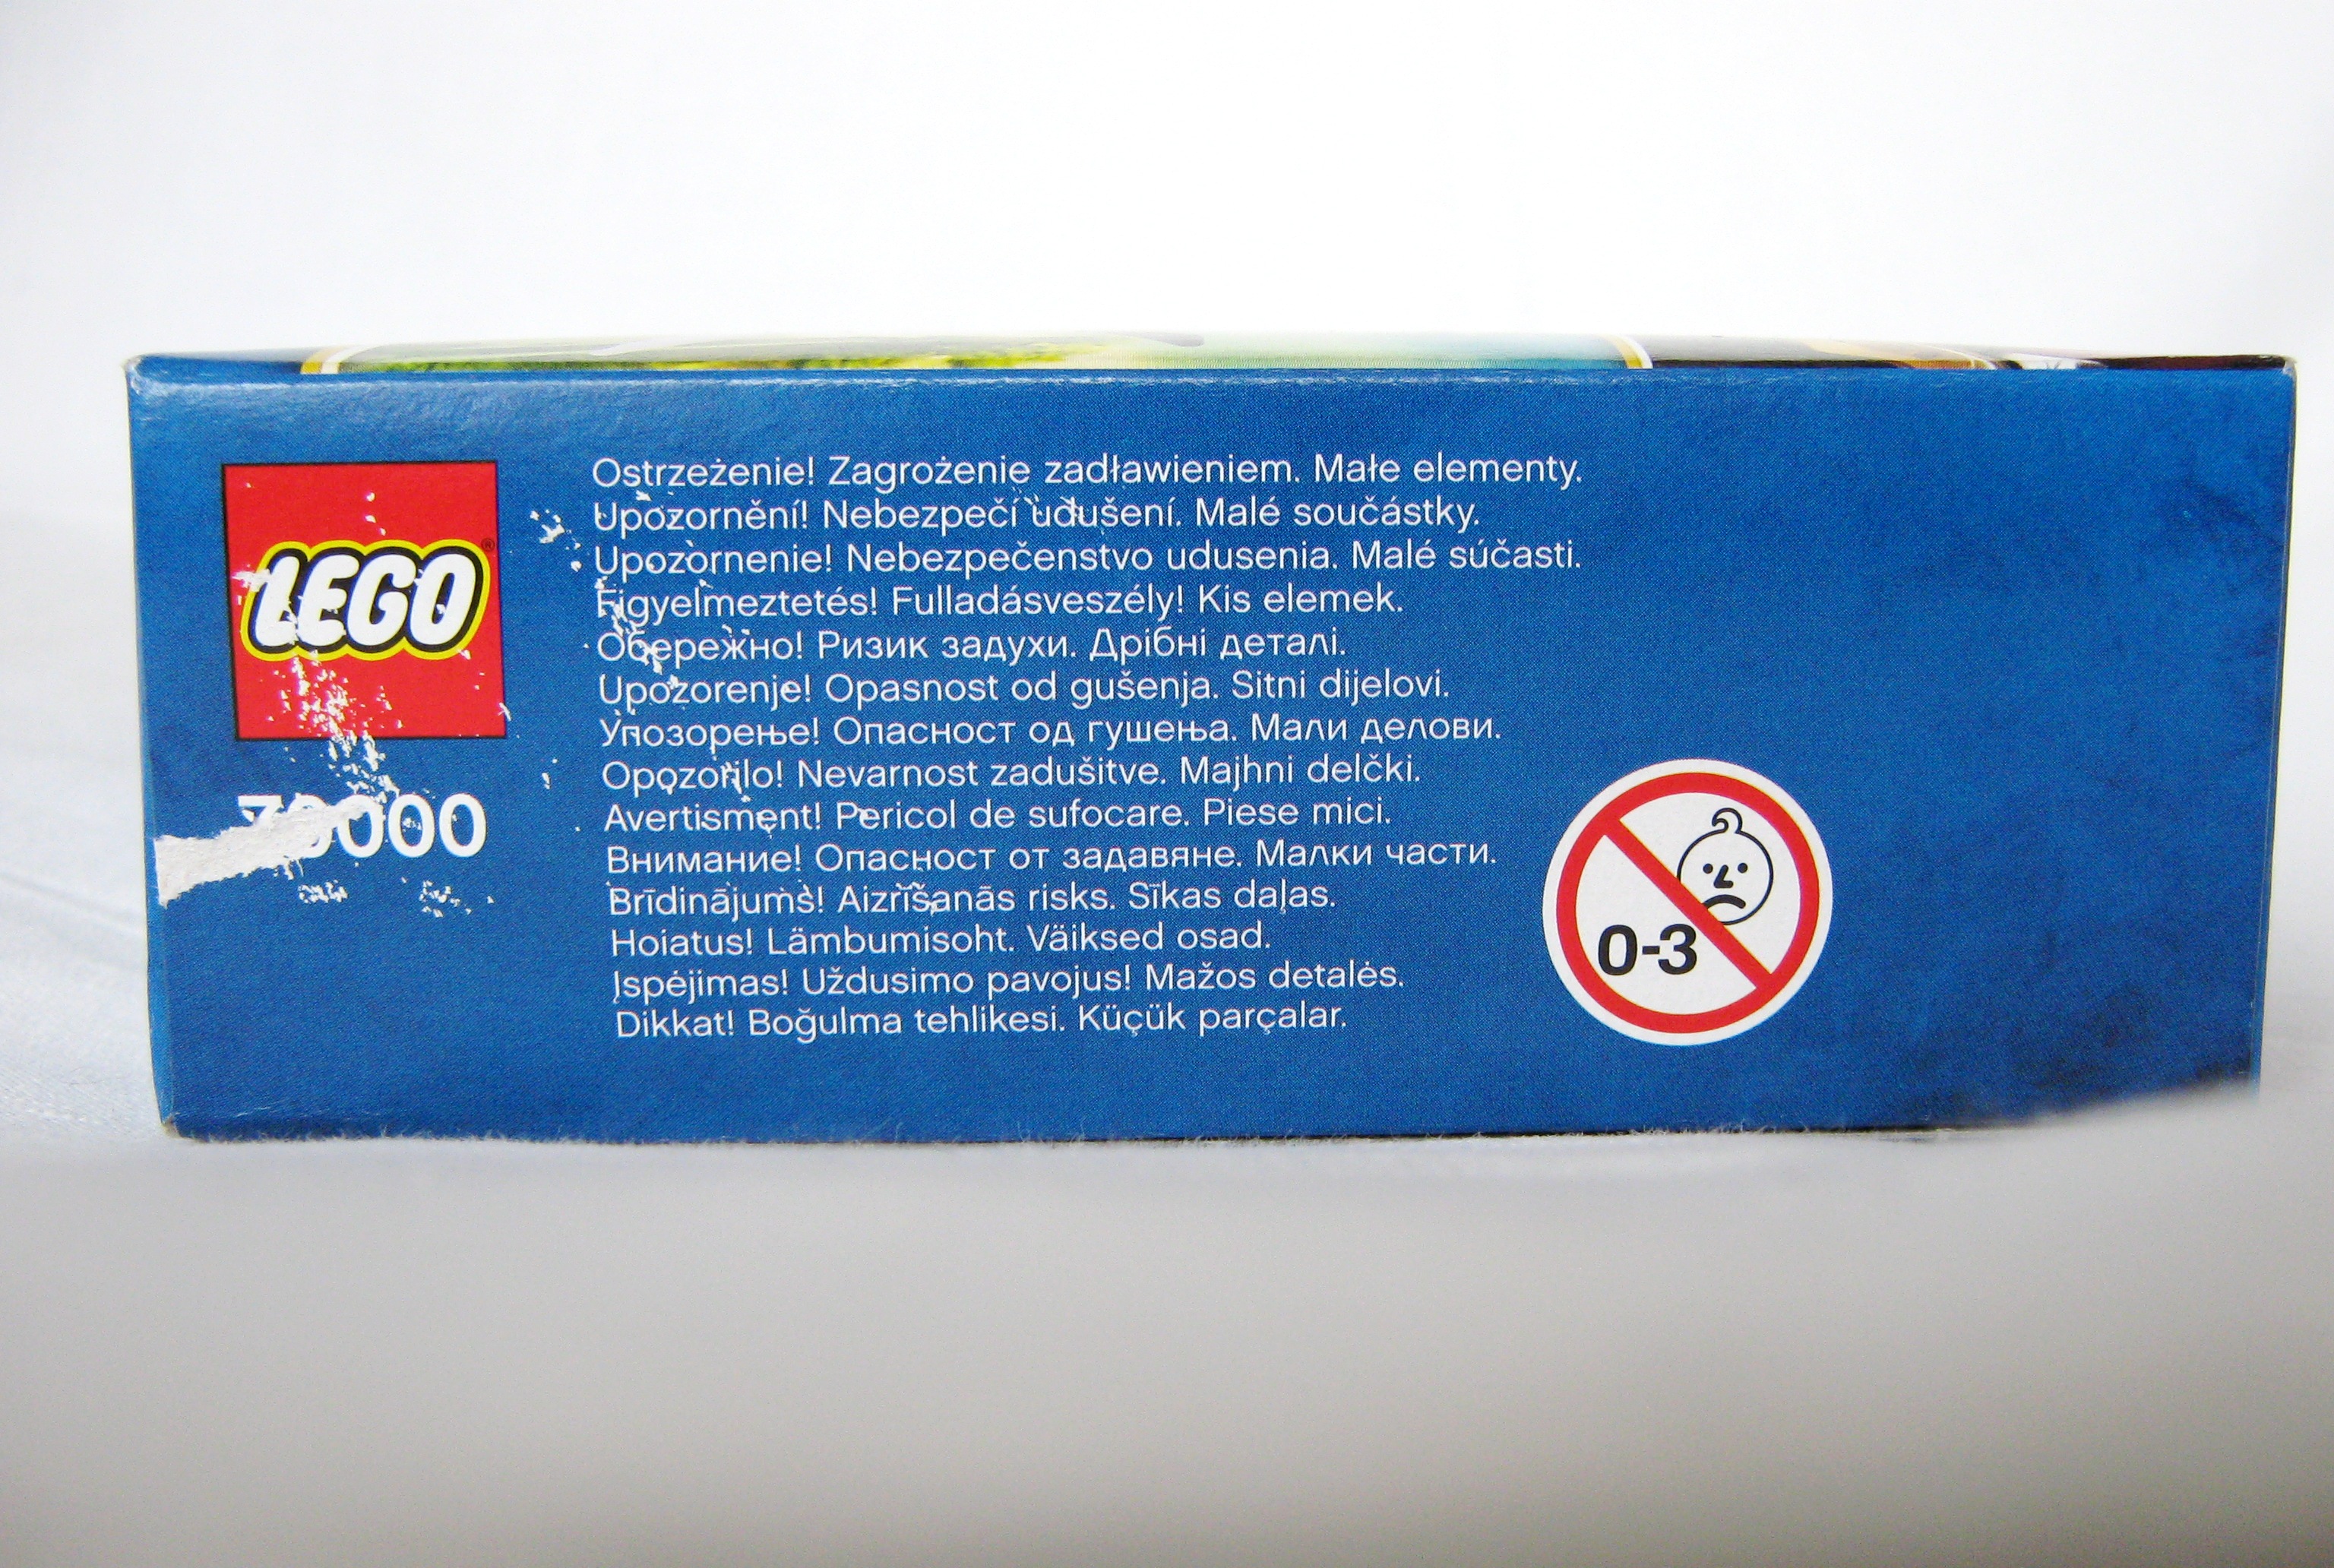 LEGO
Ostrzeżenie! Zagrożenie zadławieniem. Małe elementy.
Upozornění! Nebezpečí udušení. Malé součástky.
Upozornenie! Nebezpečenstvo udusenia. Malé súčasti.
Figyelmeztetés! Fulladásveszély! Kis elemek.
Обережно! Ризик задухи. Дрібні деталі.
Upozorenje! Opasnost od gušenja. Sitni dijelovi.
Упозорење! Опасност од гушења. Мали делови.
Opozorilo! Nevarnost zadušitve. Majhni delčki.
Avertisment! Pericol de sufocare. Piese mici.
Внимание! Опасност от задавяне. Малки части.
Brīdinājums! Aizrīšanās risks. Sīkas daļas.
Hoiatus! Lämbumisoht. Väiksed osad.
Įspėjimas! Uždusimo pavojus! Mažos detalės.
Dikkat! Boğulma tehlikesi. Küçük parçalar.
0-3